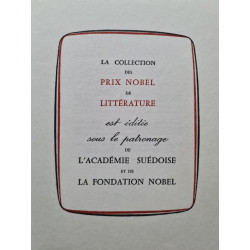 LA COLLECTION
DES
PRIX NOBEL
DE
LITTÉRATURE
est éditée
sous le patronage
DE
L'ACADÉMIE SUÉDOISE
ET DE
LA FONDATION NOBEL